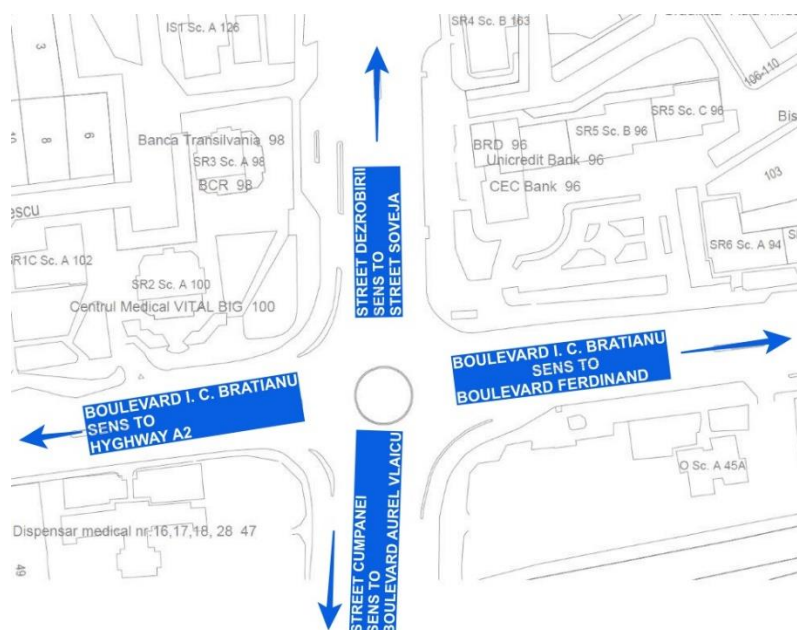 IS1 Sc. A 126
SR4 Sc. B 163
3
106-110
Banca Transilvania 98
SR3 Sc. A 98
BCR 98
8
6
BRD 96
SR5 Sc. B 96
SR5 Sc. C 96
Unicredit Bank 96
CEC Bank 96
Bis
103
escu
STREET DEZROBIRII
SENS TO
STREET SOVEJA
R1C Sc. A 102
SR2 Sc. A 100
Centrul Medical VITAL BIG 100
SR6 Sc. A 94
BOULEVARD I. C. BRATIANU
SENS TO
BOULEVARD FERDINAND
BOULEVARD I. C. BRATIANU
SENS TO
HYGHWAY A2
O Sc. A 45A
STREET CUMPANEI
SENS TO
BOULEVARD AUREL VLAICU
Dispensar medical nr.16,17,18, 28 47
49